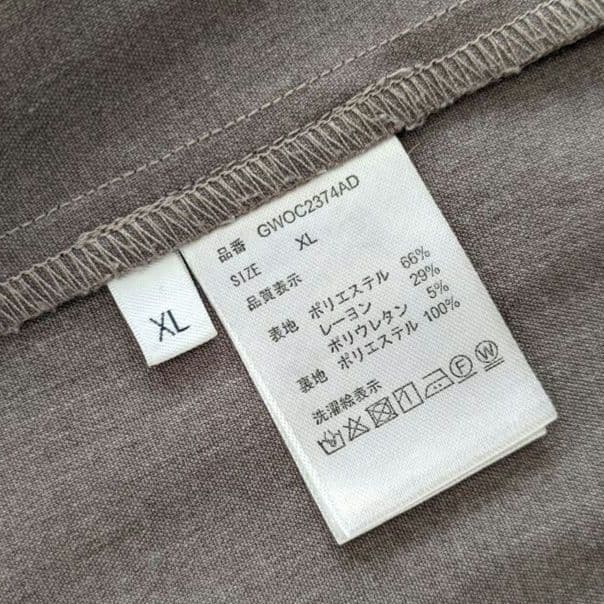 XL
品番 GWOC2374AD
SIZE XL
品質表示
表地 ポリエステル 66%
レーヨン 29%
ポリウレタン 5%
裏地 ポリエステル 100%
洗濯絵表示
F W